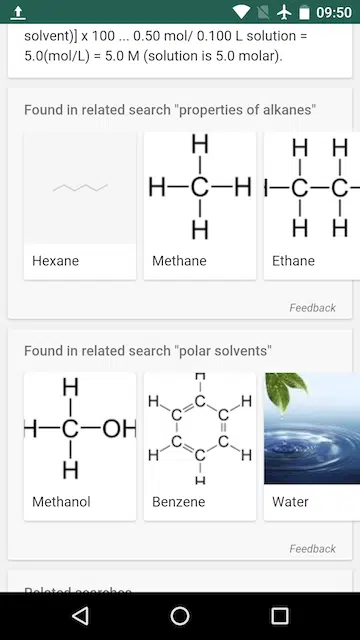 09:50
solvent)] x 100 ... 0.50 mol/ 0.100 L solution =
5.0(mol/L) = 5.0 M (solution is 5.0 molar).
Found in related search "properties of alkanes"
H
H H
H—C—H
C—C
H
H H
Hexane
Methane
Ethane
Feedback
Found in related search "polar solvents"
H
H
H—C—OH
H C C H
C C
H C H
H
H
Methanol
Benzene
Water
Feedback
Related searches